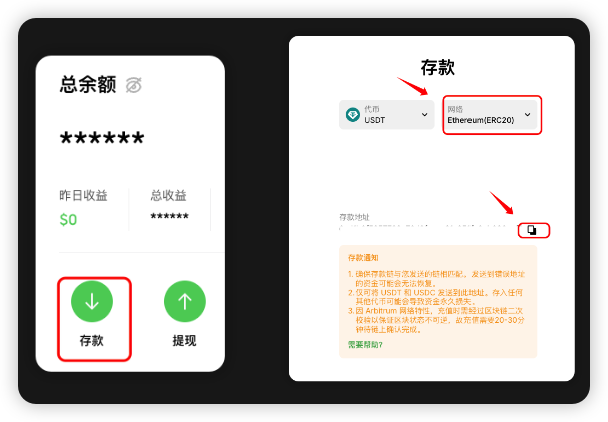 总余额
******
昨日收益
总收益
$0
******
存款
提现
存款
代币
USDT
网络
Ethereum(ERC20)
存款地址
存款通知
1. 确保存款链与您发送的链相匹配。发送到错误地址
的资金可能会无法恢复。
2. 仅可将 USDT 和 USDC 发送到此地址。存入任何
其他代币可能会导致资金永久损失。
3. 因 Arbitrum 网络特性，充值时需经过区块链二次
校验以保证区块状态不可逆，故充值需要20-30分
钟待链上确认完成。
需要帮助?